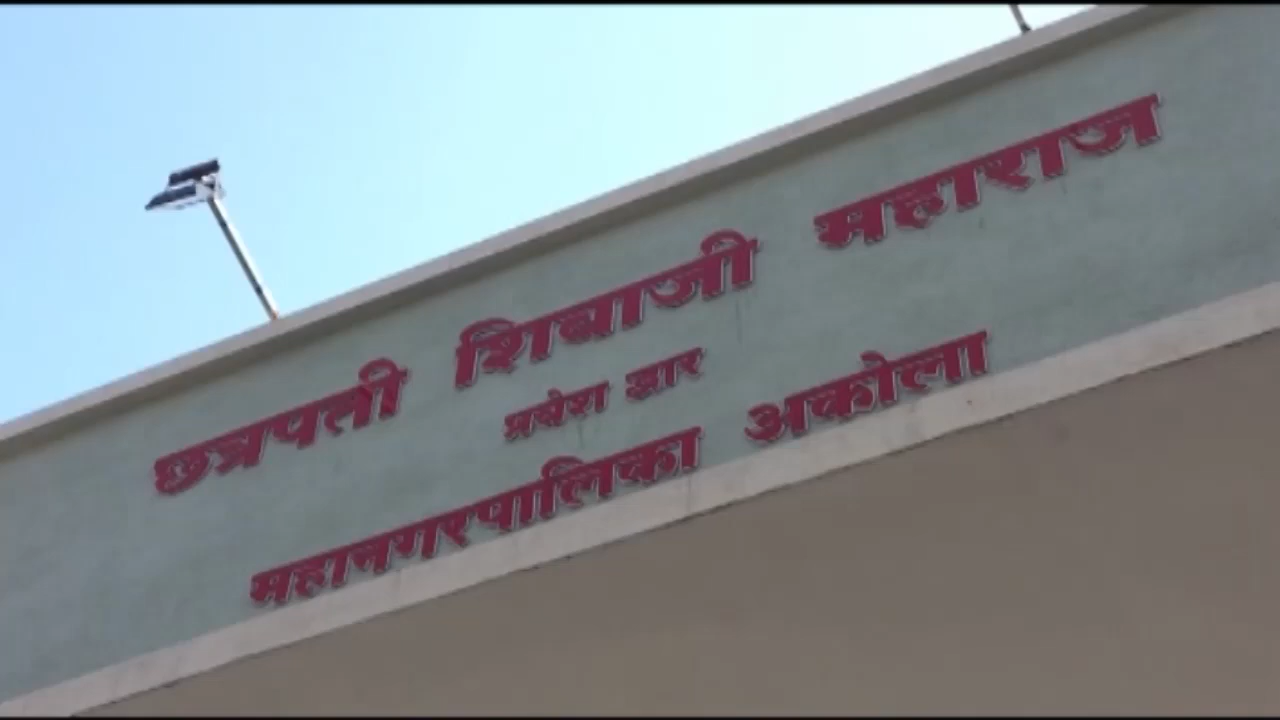 छत्रपती शिवाजी महाराज
प्रवेश द्वार
महानगरपालिका अकोला